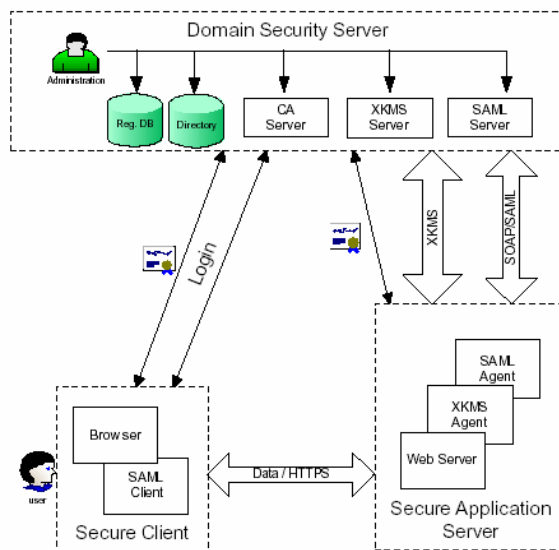 Domain Security Server
Administration
Reg. DB
Directory
CA
Server
XKMS
Server
SAML
Server
Login
XKMS
SOAP/SAML
SAML
Agent
XKMS
Agent
Web Server
Browser
SAML
Client
user
Secure Client
Data / HTTPS
Secure Application
Server